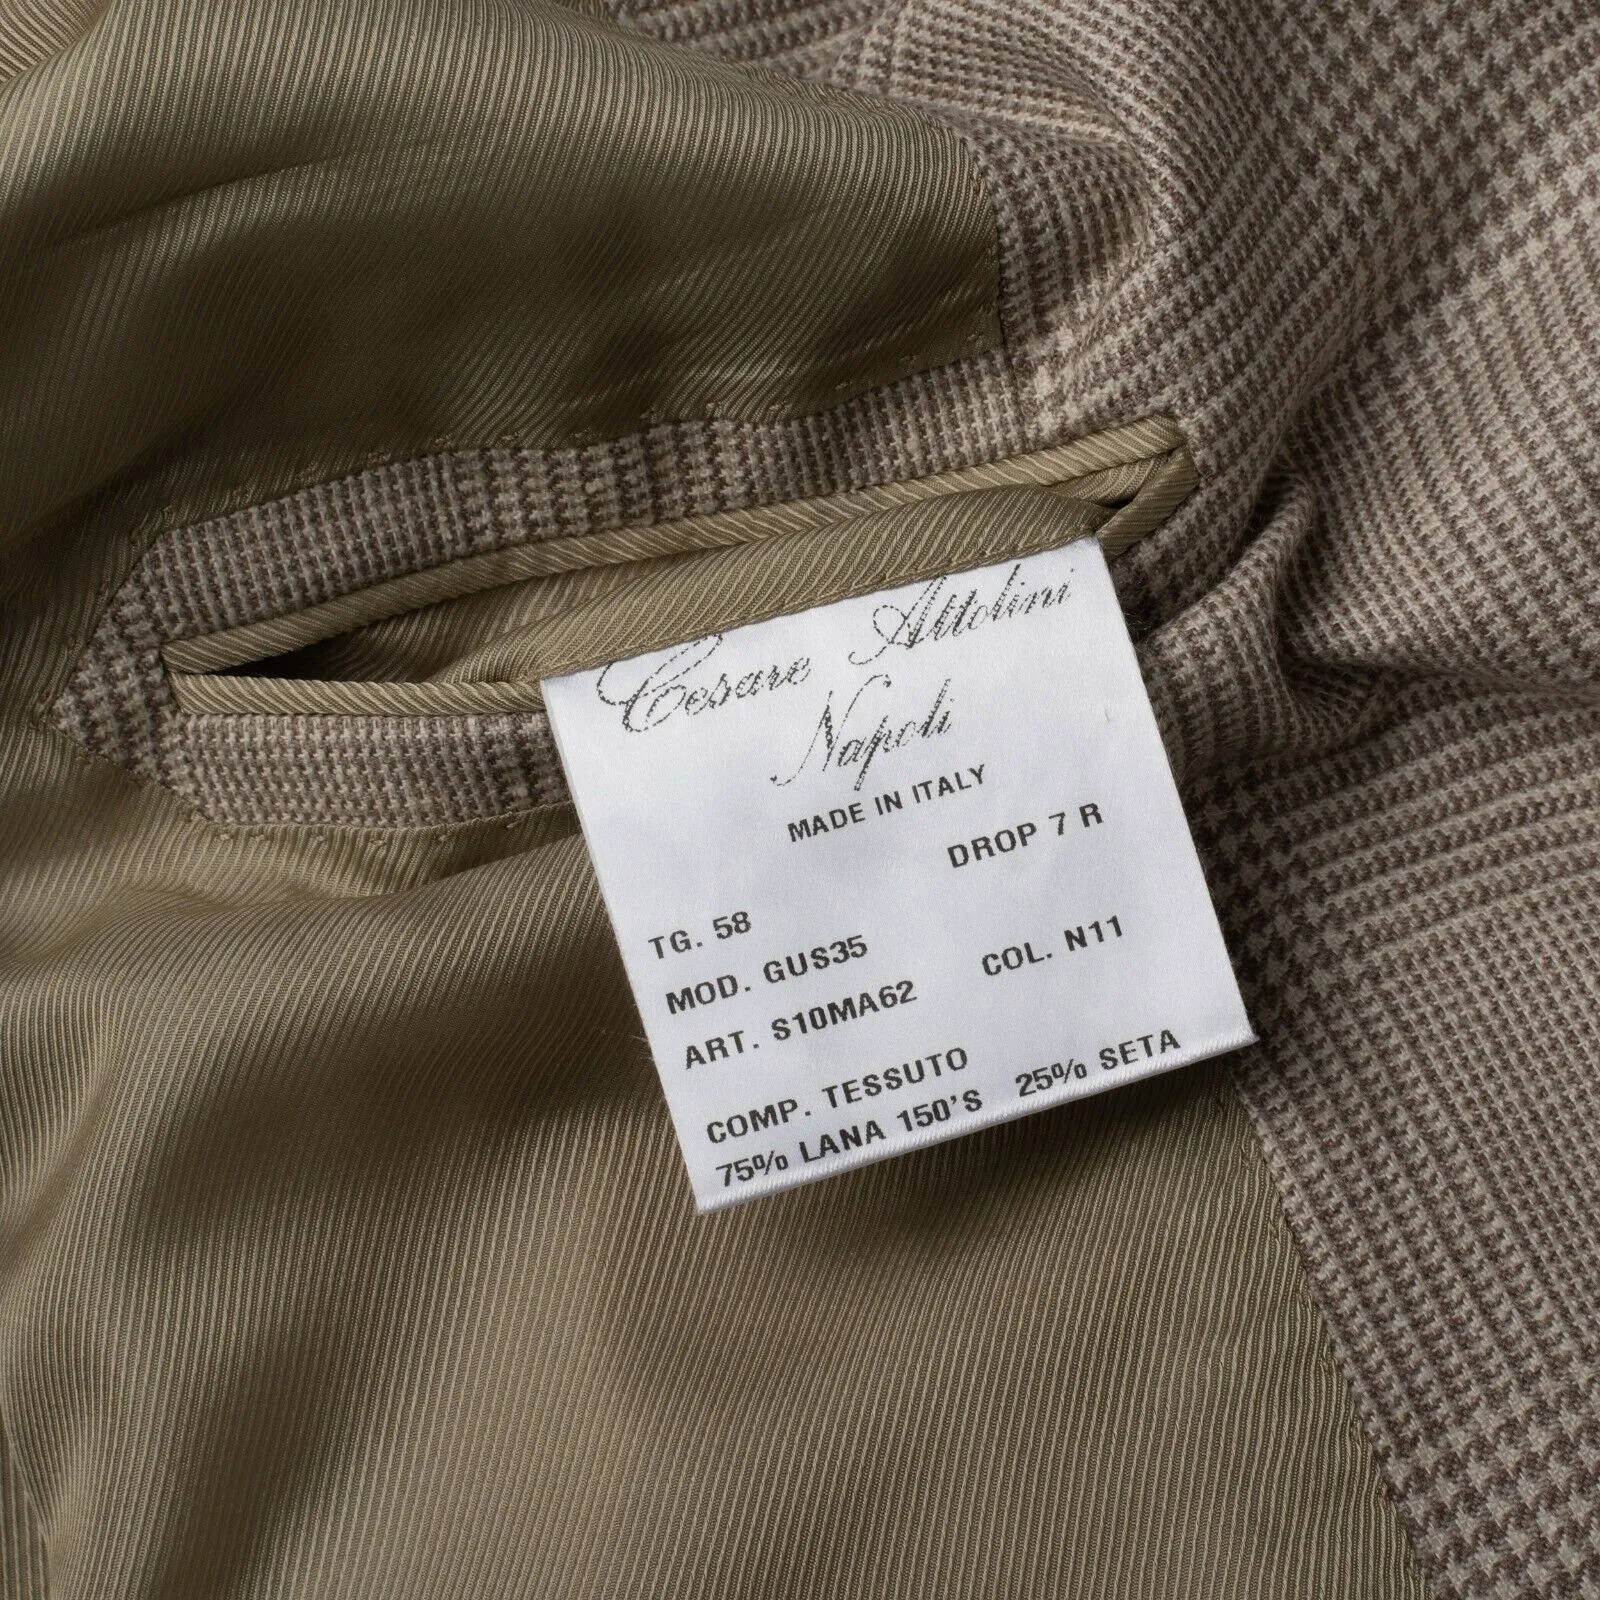 Cesare Attolini
Napoli
MADE IN ITALY
DROP 7 R
TG. 58
MOD. GUS35
ART. S10MA62 COL. N11
COMP. TESSUTO
75% LANA 150'S 25% SETA